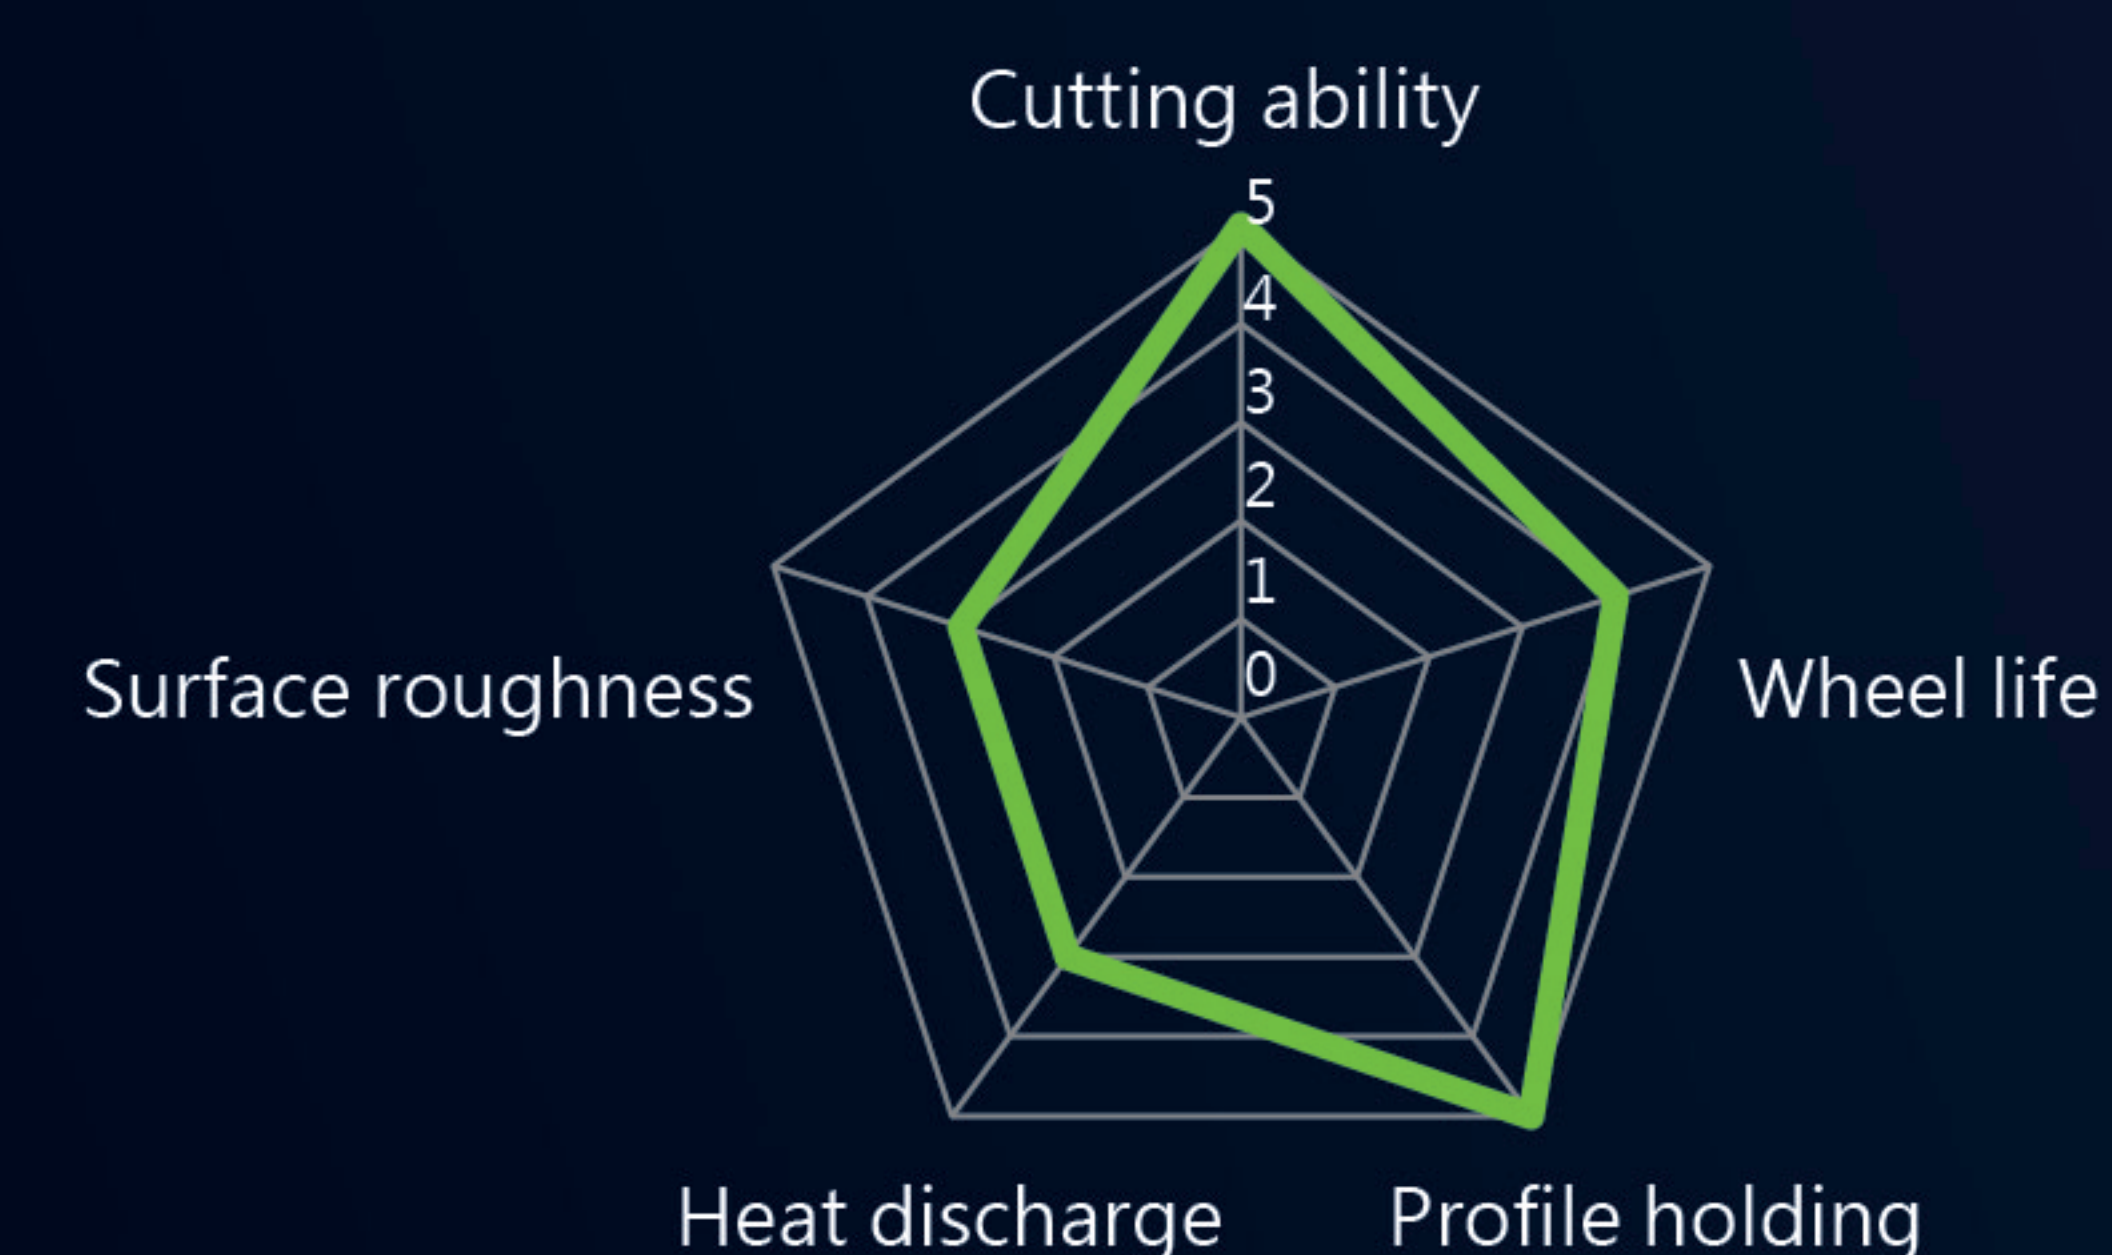 Cutting ability
5
4
3
2
1
0
Surface roughness
Wheel life
Heat discharge
Profile holding